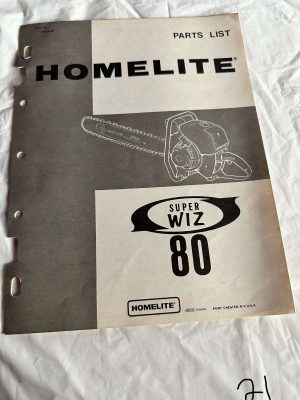 PARTS LIST
HOMELITE®
SUPER
WIZ
80
HOMELITE®
PORT CHESTER, N.Y. U.S.A.
21